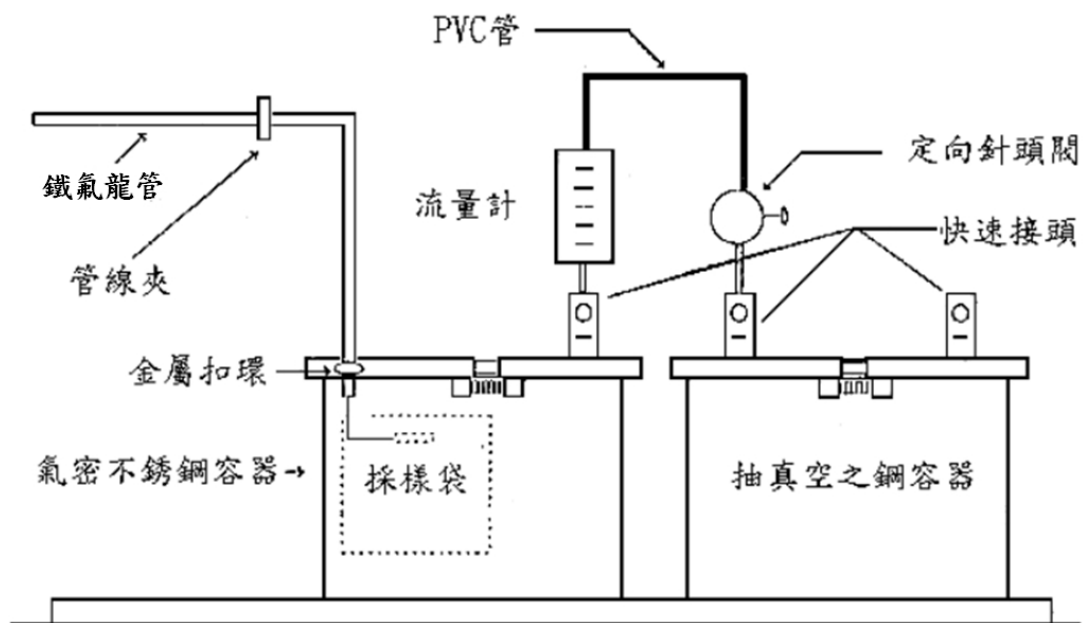 PVC管
鐵氟龍管
管線夾
流量計
定向針頭閥
快速接頭
金屬扣環
氣密不銹鋼容器
採樣袋
抽真空之鋼容器